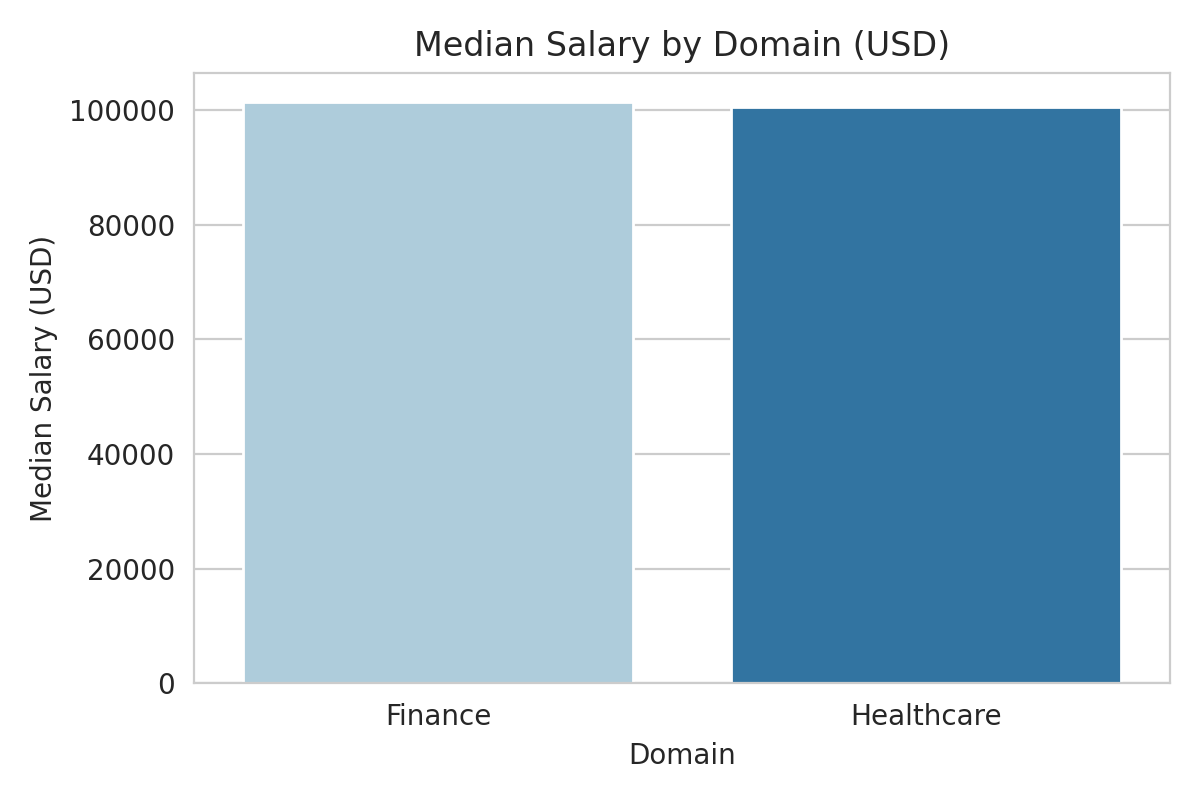 Median Salary by Domain (USD)
Median Salary (USD)
100000
80000
60000
40000
20000
0
Finance
Healthcare
Domain